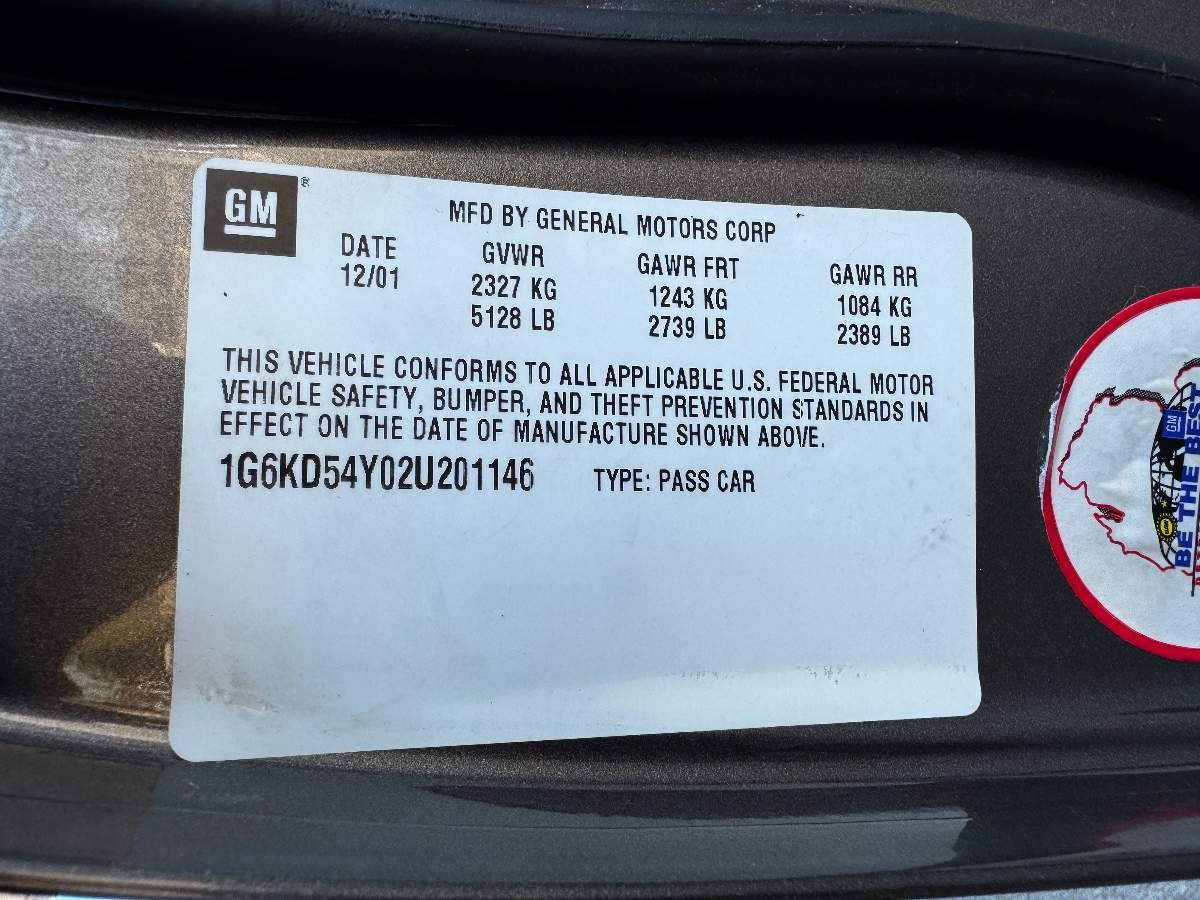 GM ®
MFD BY GENERAL MOTORS CORP
DATE GVWR GAWR FRT GAWR RR
12/01 2327 KG 1243 KG 1084 KG
5128 LB 2739 LB 2389 LB
THIS VEHICLE CONFORMS TO ALL APPLICABLE U.S. FEDERAL MOTOR
VEHICLE SAFETY, BUMPER, AND THEFT PREVENTION STANDARDS IN
EFFECT ON THE DATE OF MANUFACTURE SHOWN ABOVE.
1G6KD54Y02U201146 TYPE: PASS CAR
GM
BE THE BEST